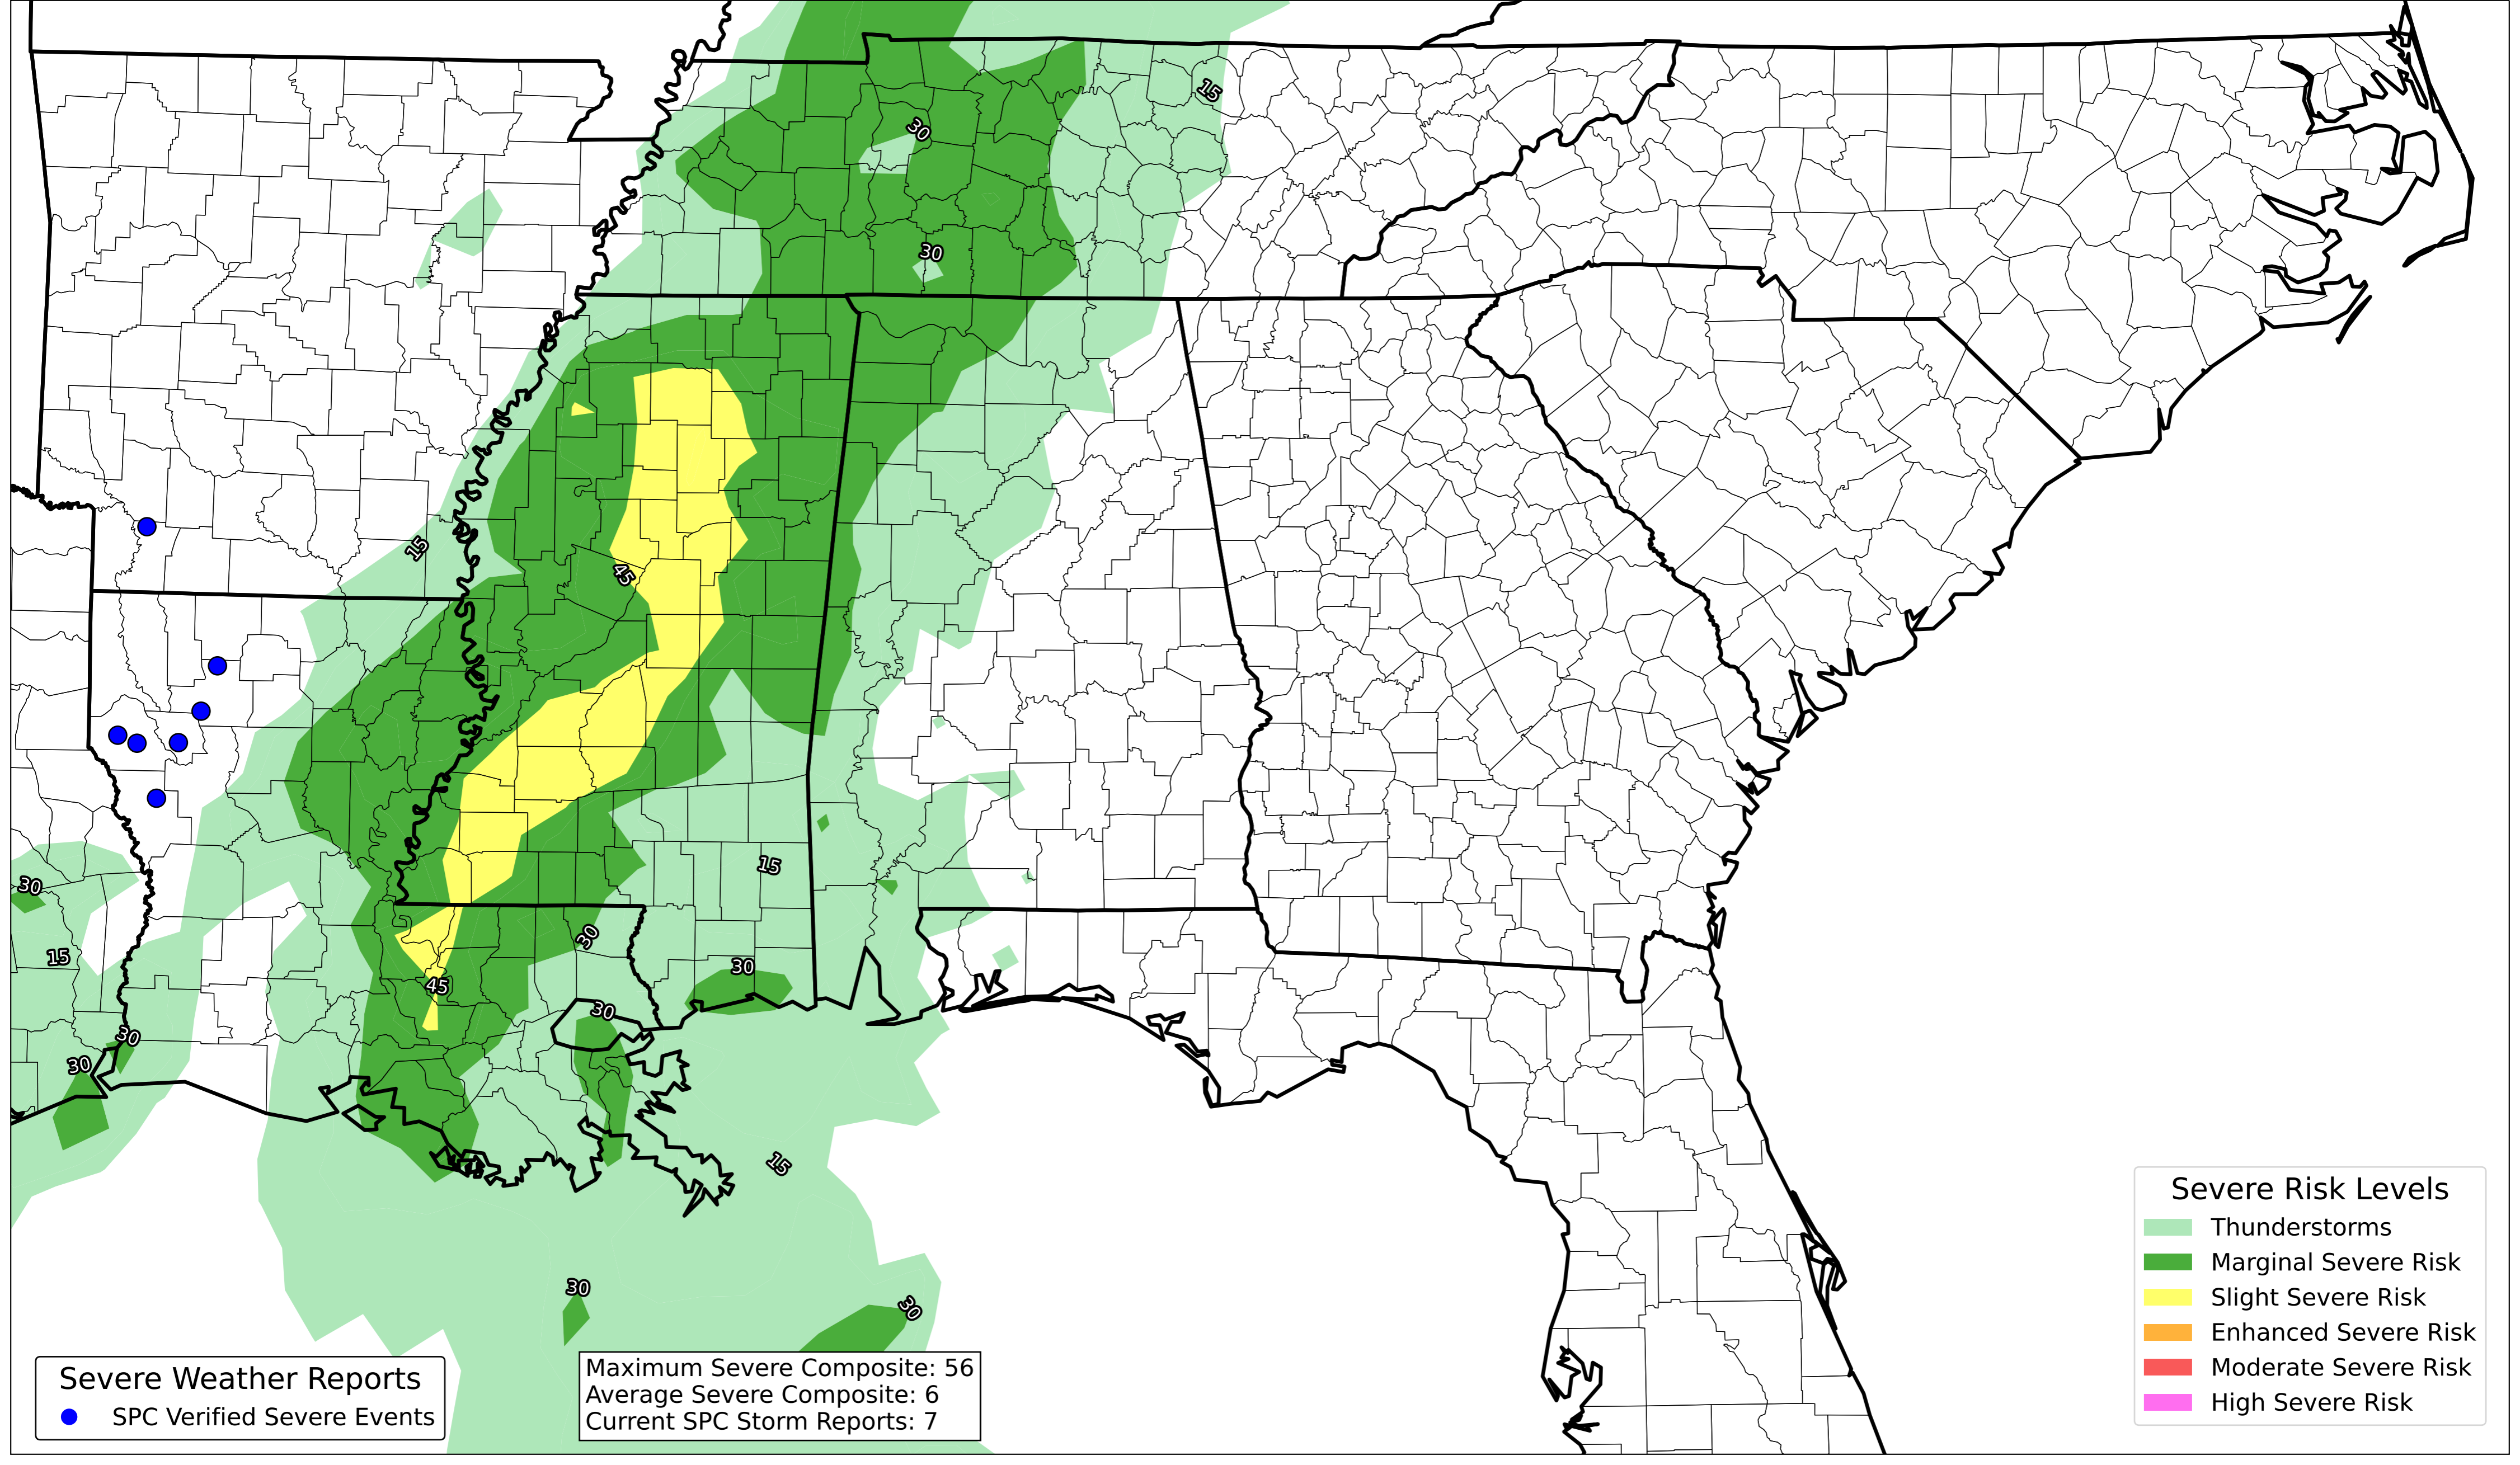 15
30
30
15
45
30
15
15
30
30
45
30
30
30
15
30
30
Severe Risk Levels
Thunderstorms
Marginal Severe Risk
Slight Severe Risk
Enhanced Severe Risk
Moderate Severe Risk
High Severe Risk
Severe Weather Reports
SPC Verified Severe Events
Maximum Severe Composite: 56
Average Severe Composite: 6
Current SPC Storm Reports: 7